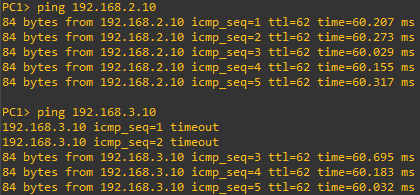 PC1> ping 192.168.2.10
84 bytes from 192.168.2.10 icmp_seq=1 ttl=62 time=60.207 ms
84 bytes from 192.168.2.10 icmp_seq=2 ttl=62 time=60.273 ms
84 bytes from 192.168.2.10 icmp_seq=3 ttl=62 time=60.029 ms
84 bytes from 192.168.2.10 icmp_seq=4 ttl=62 time=60.155 ms
84 bytes from 192.168.2.10 icmp_seq=5 ttl=62 time=60.317 ms

PC1> ping 192.168.3.10
192.168.3.10 icmp_seq=1 timeout
192.168.3.10 icmp_seq=2 timeout
84 bytes from 192.168.3.10 icmp_seq=3 ttl=62 time=60.695 ms
84 bytes from 192.168.3.10 icmp_seq=4 ttl=62 time=60.183 ms
84 bytes from 192.168.3.10 icmp_seq=5 ttl=62 time=60.032 ms